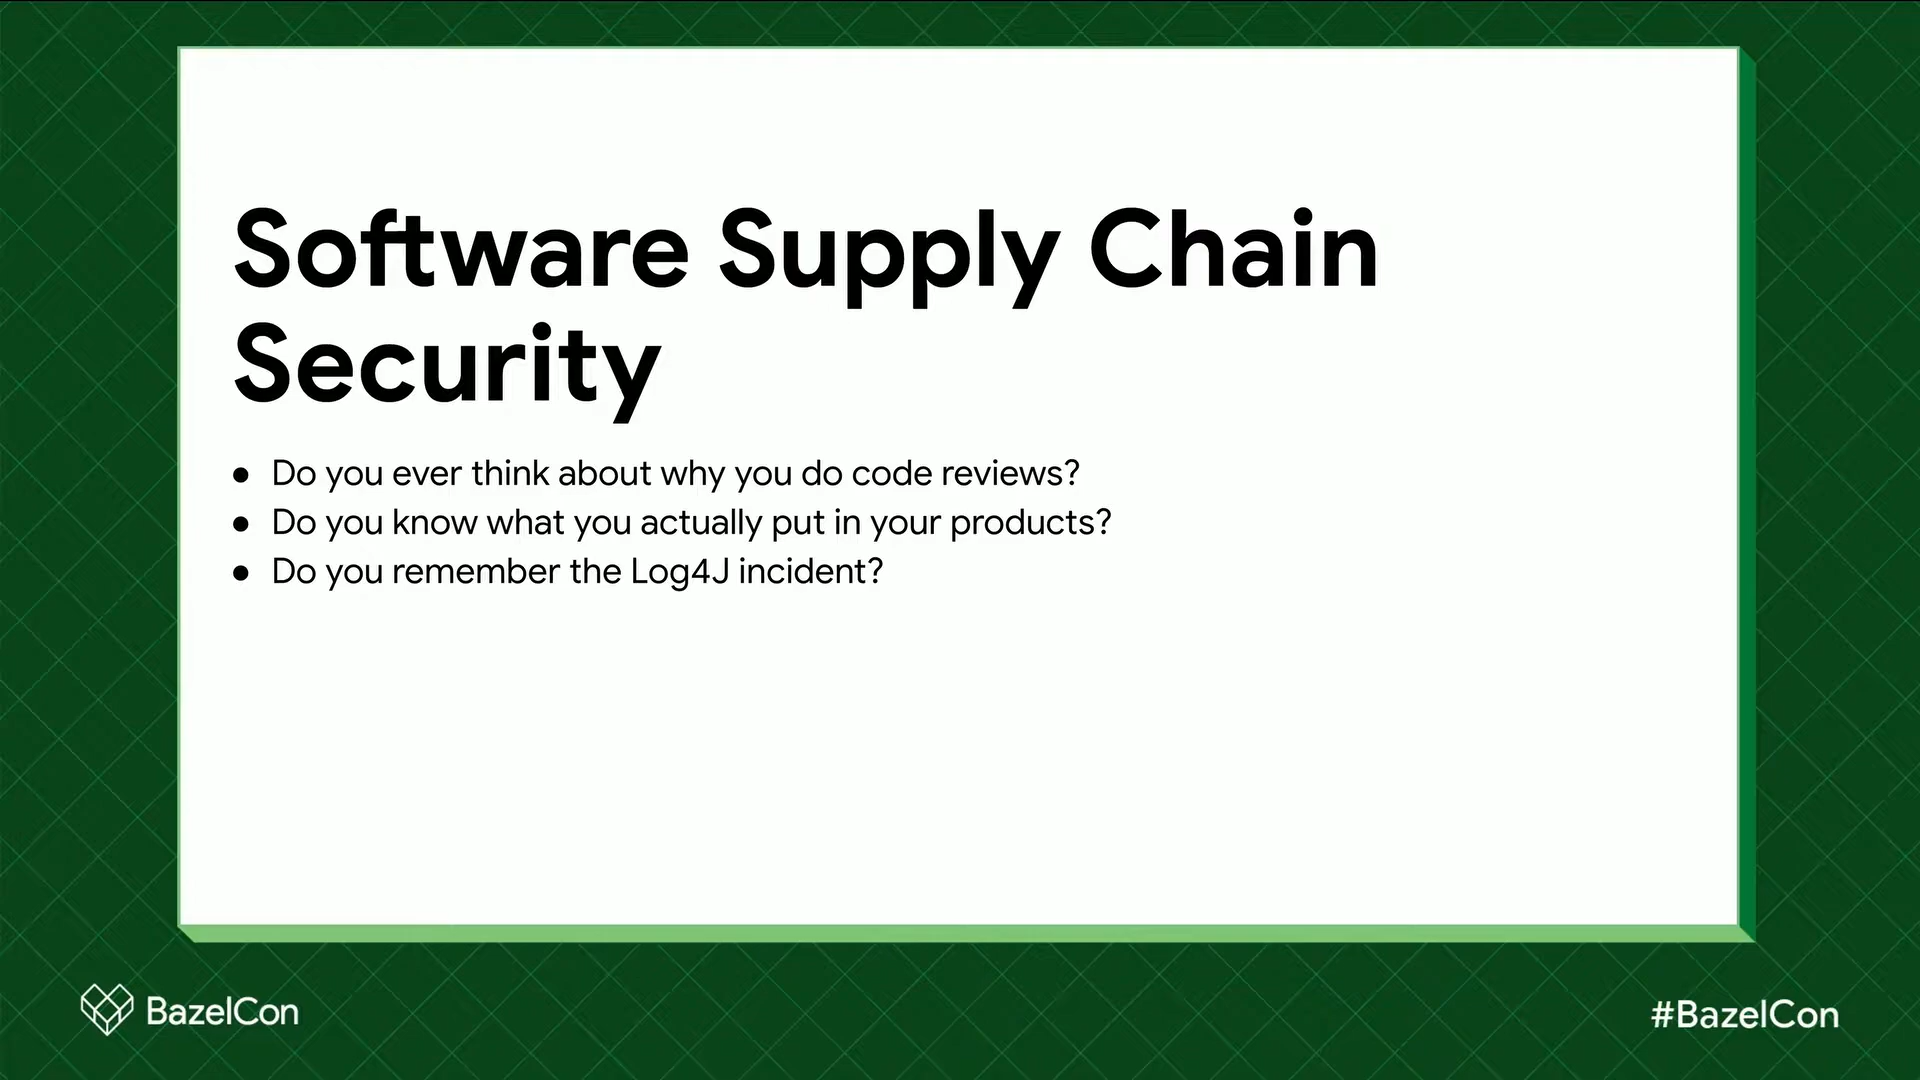 Software Supply Chain
Security
● Do you ever think about why you do code reviews?
● Do you know what you actually put in your products?
● Do you remember the Log4J incident?
BazelCon
#BazelCon